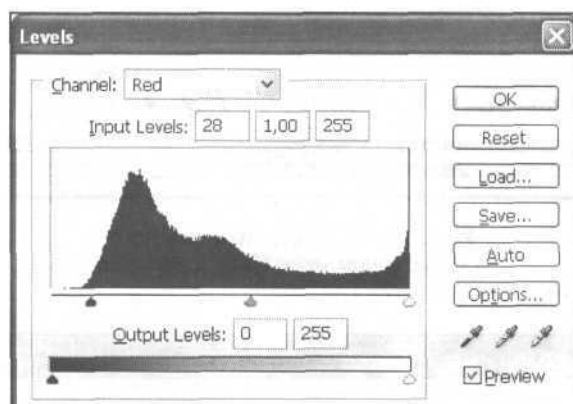 Levels
Channel: Red
OK
Input Levels: 28 1,00 255
Reset
Load...
Save...
Auto
Options...
Output Levels: 0 255
Preview